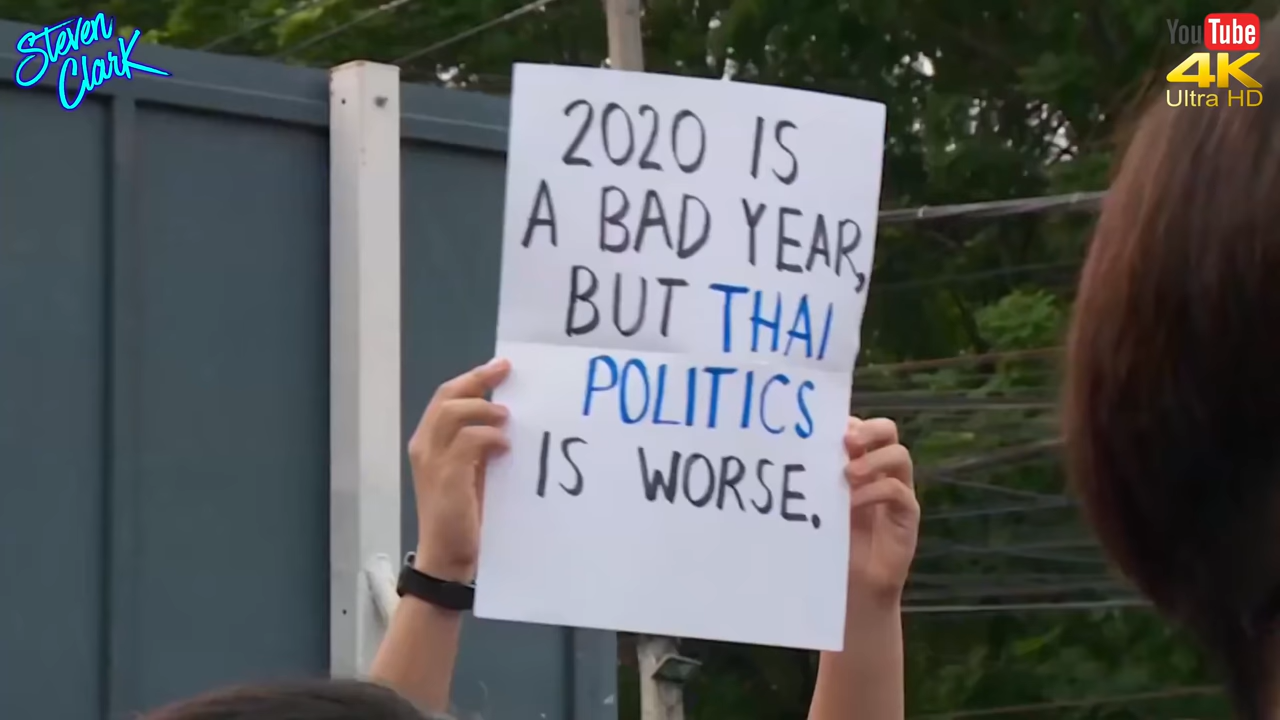 Steven
Clark
YouTube
4K
Ultra HD
2020 IS
A BAD YEAR,
BUT THAI
POLITICS
IS WORSE.